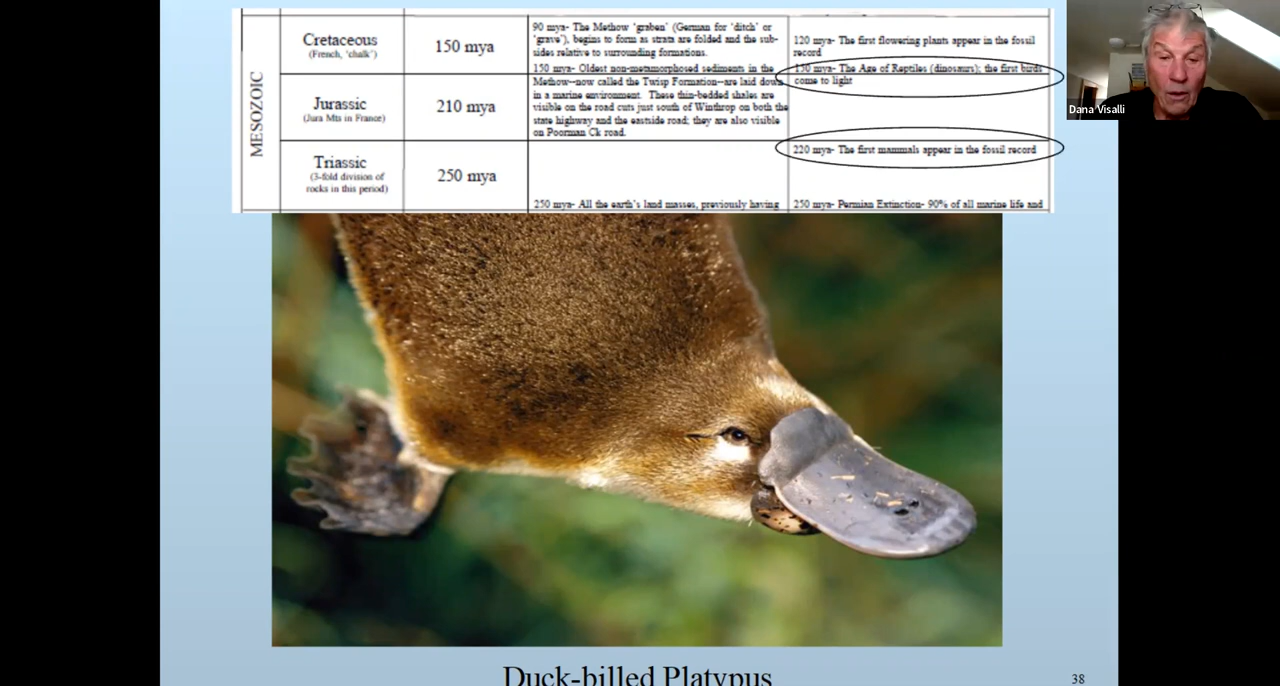 MESOZOIC
Cretaceous
(French, 'chalk')
150 mya
90 mya- The Methow 'graben' (German for 'ditch' or
'grave'), begins to form as strata are folded and the sub-
sides relative to surrounding formations.
120 mya- The first flowering plants appear in the fossil
record
Jurassic
(Jura Mts in France)
210 mya
150 mya- Oldest non-metamorphosed sediments in the
Methow--now called the Twisp Formation--are laid down
in a marine environment. These thin-bedded shales are
visible on the road cuts just south of Winthrop on both the
state highway and the eastside road; they are also visible
on Poorman Ck road.
150 mya- The Age of Reptiles (dinosaurs); the first birds
come to light
Triassic
(3-fold division of
rocks in this period)
250 mya
220 mya- The first mammals appear in the fossil record
250 mya- All the earth's land masses, previously having
250 mya- Permian Extinction- 90% of all marine life and
Dana Visalli
Duck-billed Platypus
38